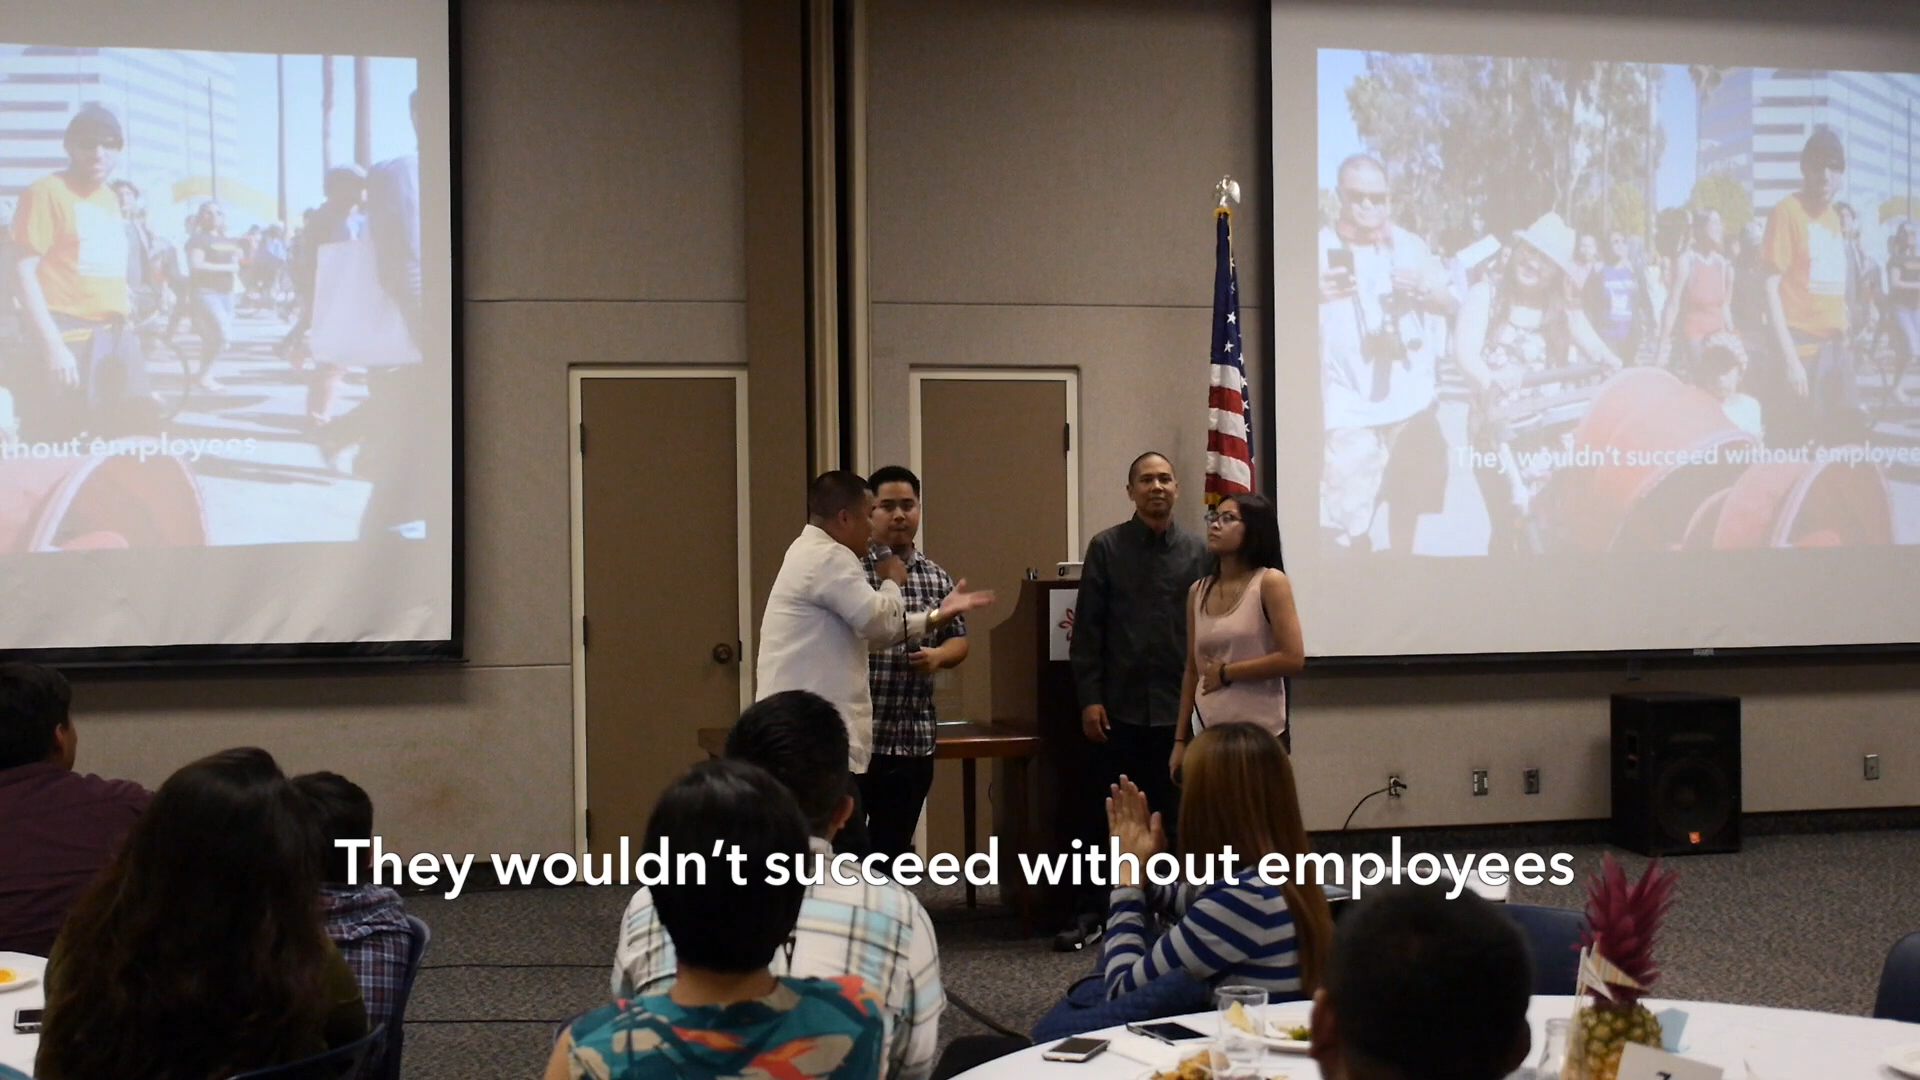 thout employees
They wouldn't succeed without employee
They wouldn't succeed without employees